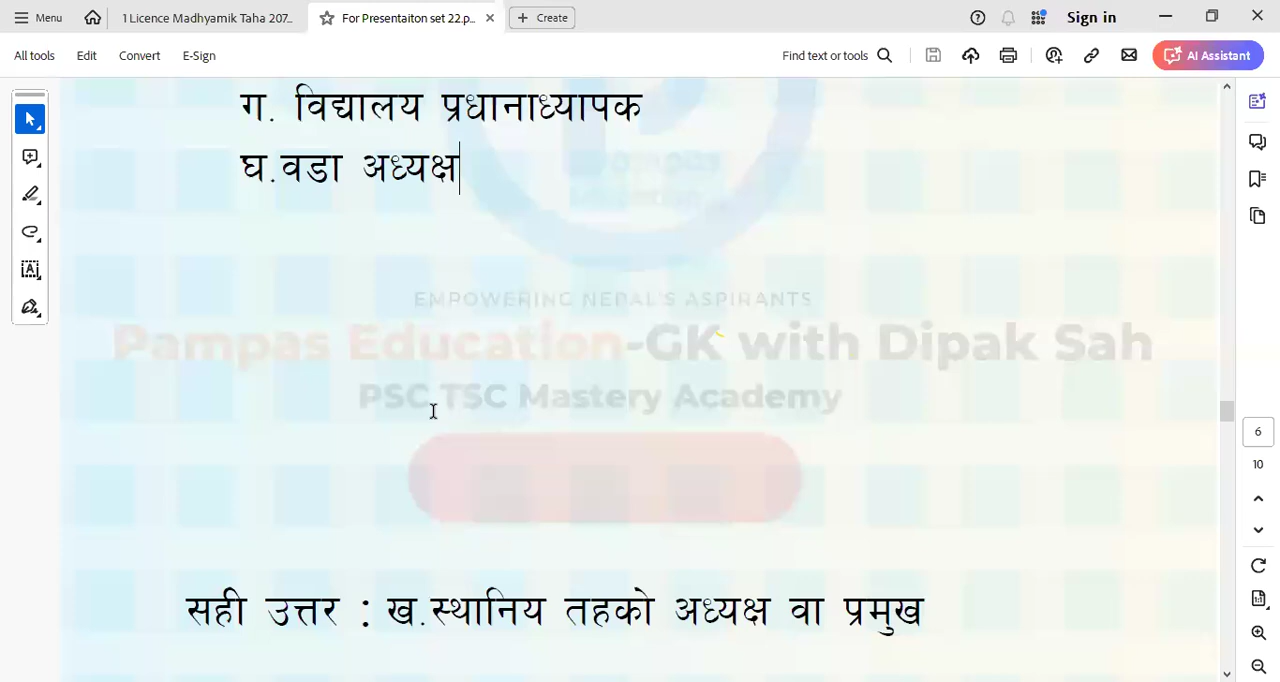 Menu
1 Licence Madhyamik Taha 207...
For Presentaiton set 22.p...
Create
Sign in
All tools
Edit
Convert
E-Sign
Find text or tools
AI Assistant
ग. विद्यालय प्रधानाध्यापक
घ.वडा अध्यक्ष
Education
EMPOWERING NEPAL'S ASPIRANTS
Pampas Education-GK with Dipak Sah
PSC,TSC Mastery Academy
6
10
सही उत्तर : ख.स्थानिय तहको अध्यक्ष वा प्रमुख